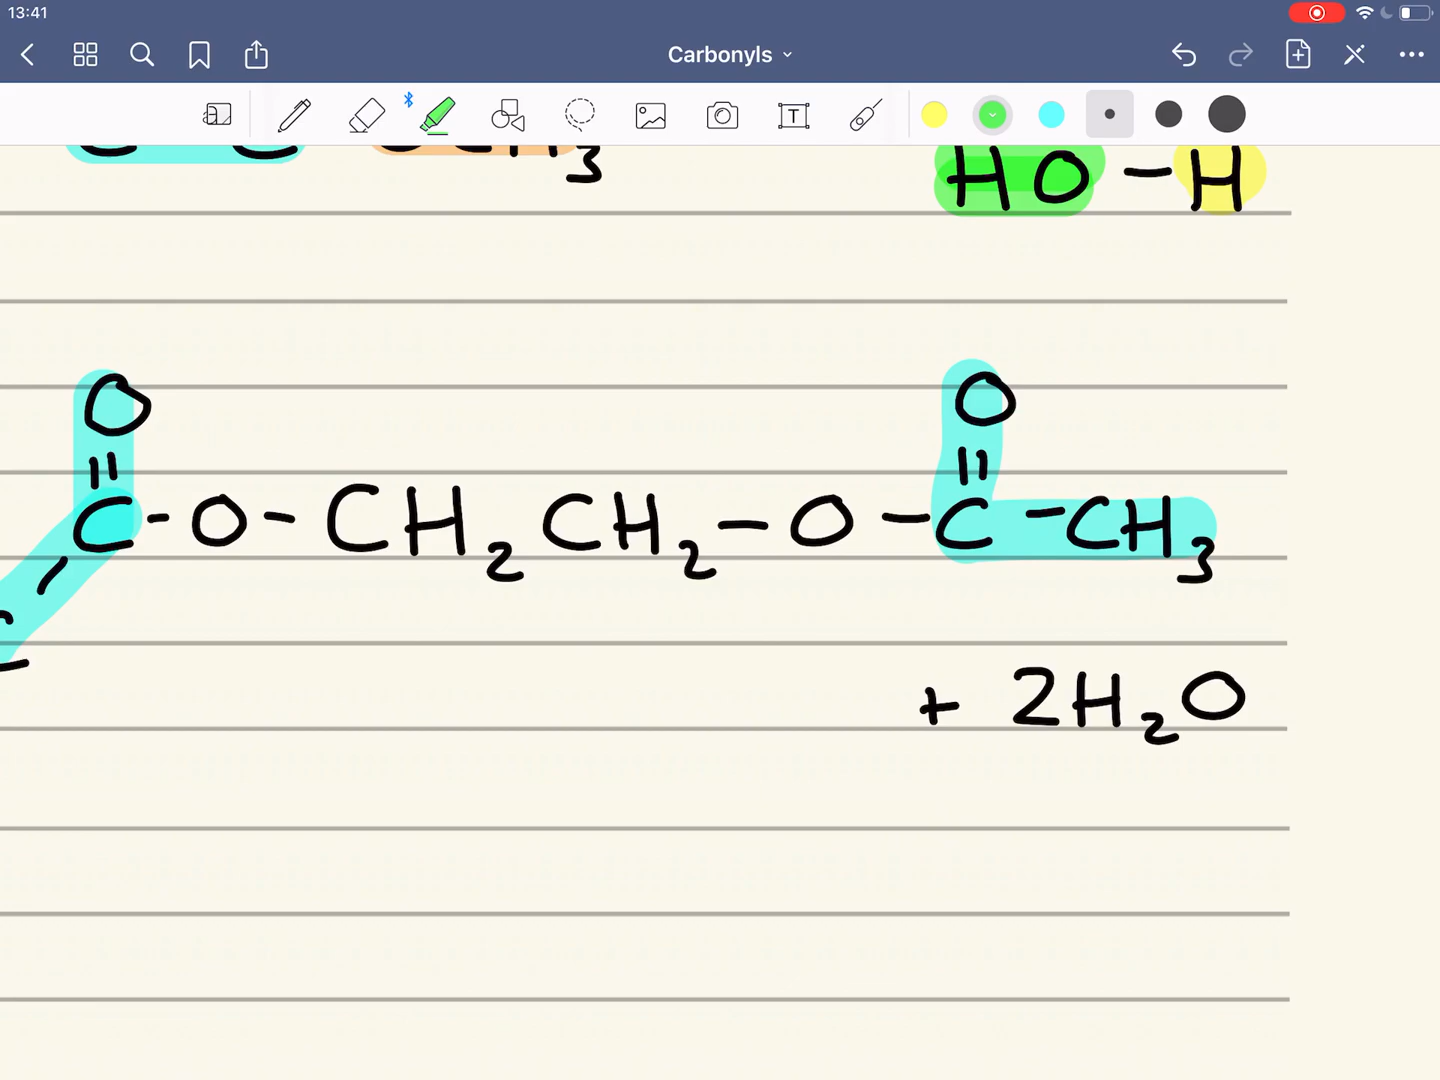 13:41
Carbonyls
T
HO-H
O O
C-O-CH2CH2-O-C-CH3
+ 2H2O